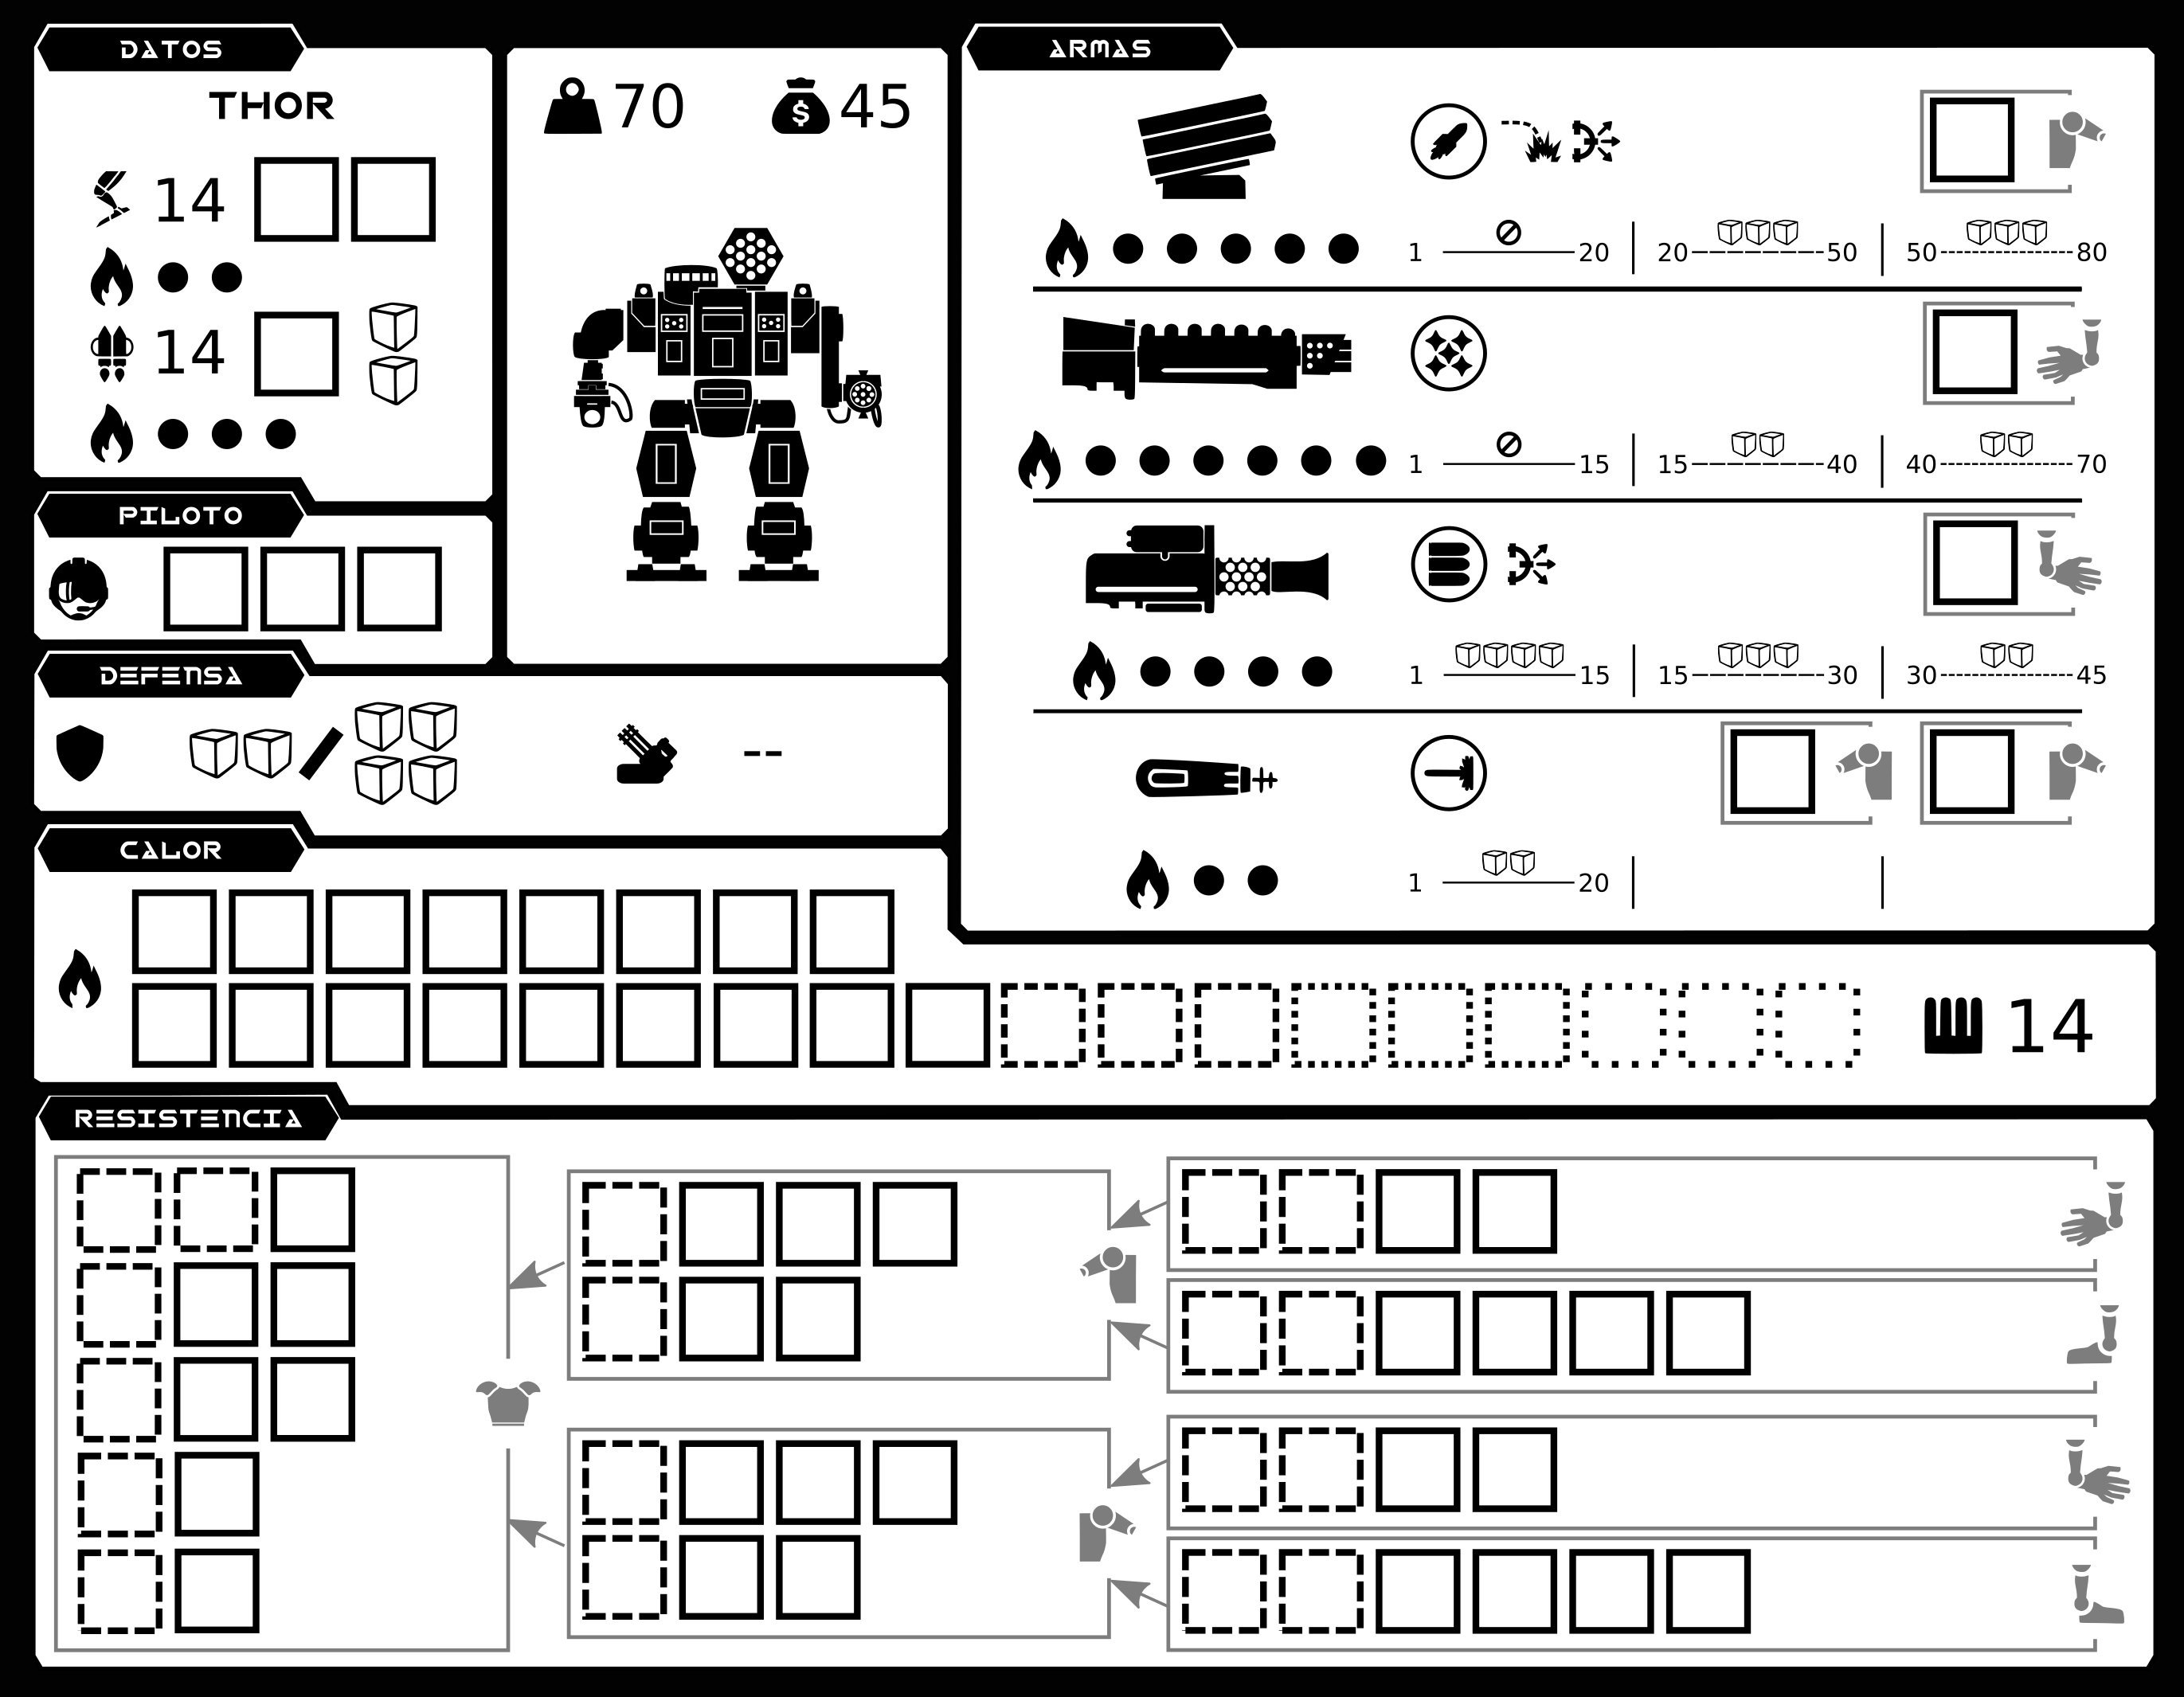 DATOS
THOR
14
14
70
$ 45
PILOTO
DEFENSA
--
CALOR
14
ARMAS
1 20 | 20 50 | 50 80
1 15 | 15 40 | 40 70
1 15 | 15 30 | 30 45
1 20
RESISTENCIA